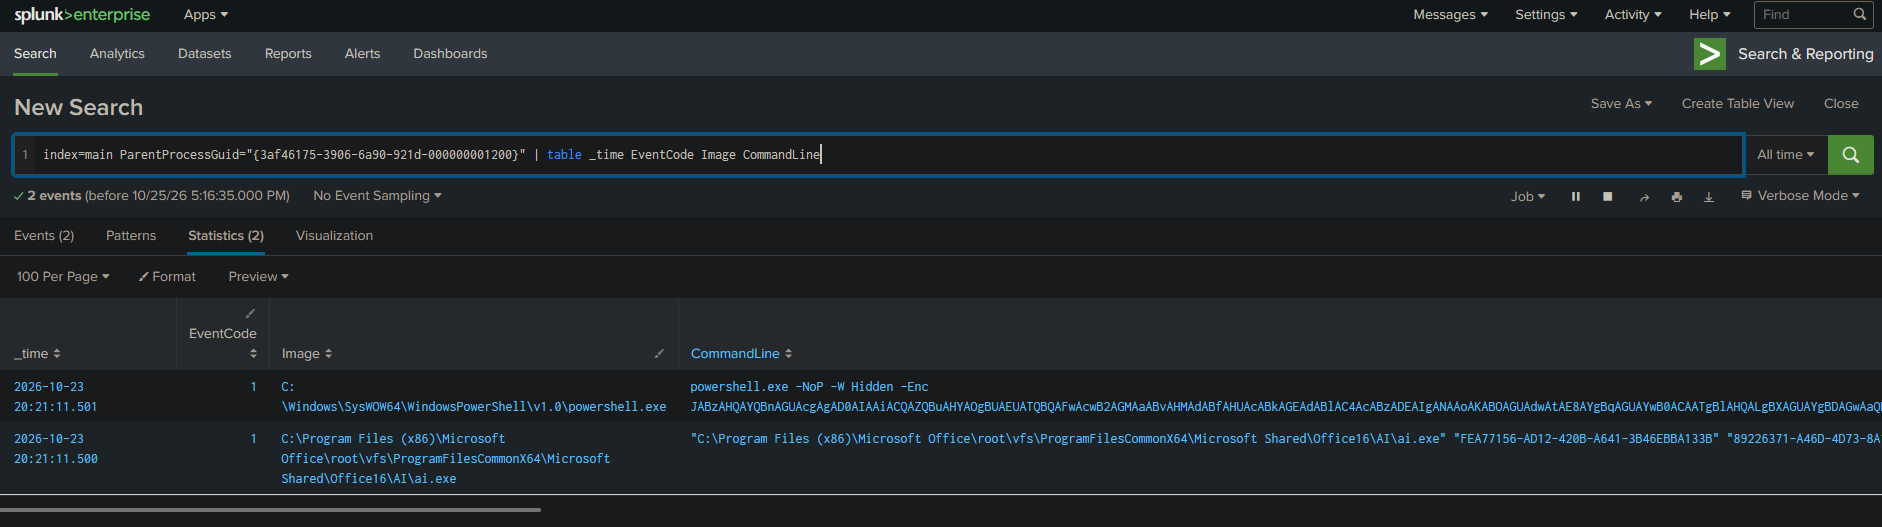 splunk>enterprise Apps Messages Settings Activity Help Find
Search Analytics Datasets Reports Alerts Dashboards Search & Reporting
New Search Save As Create Table View Close
1 index=main ParentProcessGuid="{3af46175-3906-6a90-921d-000000001200}" | table _time EventCode Image CommandLine All time
2 events (before 10/25/26 5:16:35.000 PM) No Event Sampling Job Verbose Mode
Events (2) Patterns Statistics (2) Visualization
100 Per Page Format Preview
EventCode
_time Image CommandLine
2026-10-23 1 C: powershell.exe -NoP -W Hidden -Enc
20:21:11.501 \Windows\SysWOW64\WindowsPowerShell\v1.0\powershell.exe
2026-10-23 1 C:\Program Files (x86)\Microsoft "C:\Program Files (x86)\Microsoft Office\root\vfs\ProgramFilesCommonX64\Microsoft Shared\Office16\AI\ai.exe" "FEA77156-AD12-420B-A641-3B46EBBA133B" "89226371-A46D-4D73-8A
20:21:11.500 Office\root\vfs\ProgramFilesCommonX64\Microsoft
Shared\Office16\AI\ai.exe